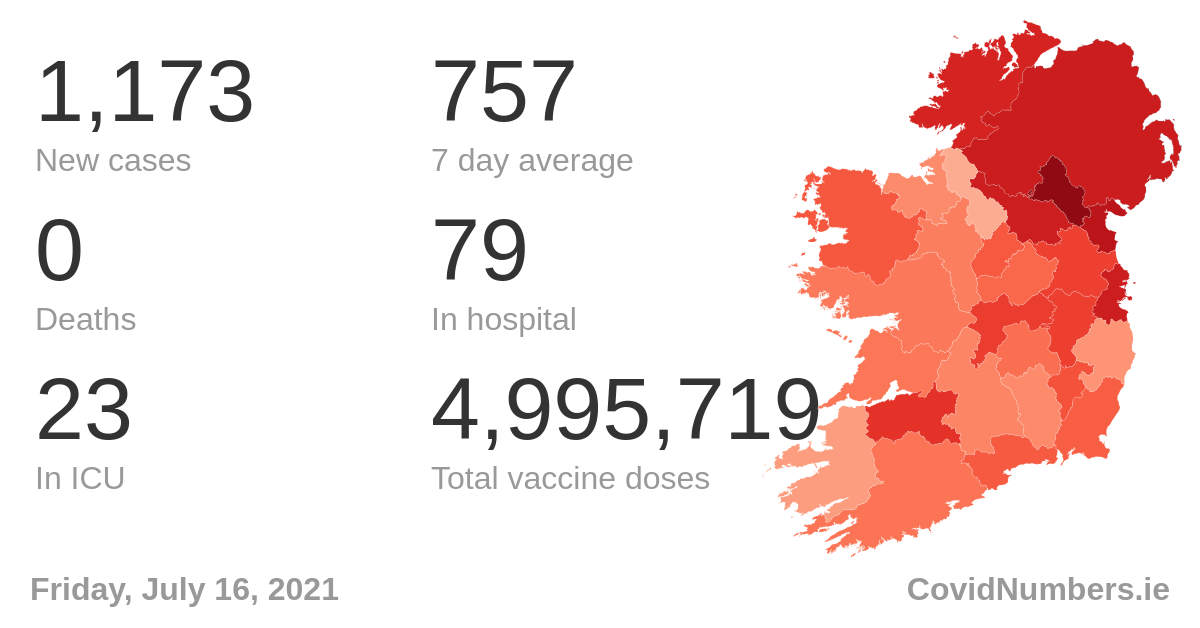 1,173
New cases
757
7 day average
0
Deaths
79
In hospital
23
In ICU
4,995,719
Total vaccine doses
Friday, July 16, 2021
CovidNumbers.ie